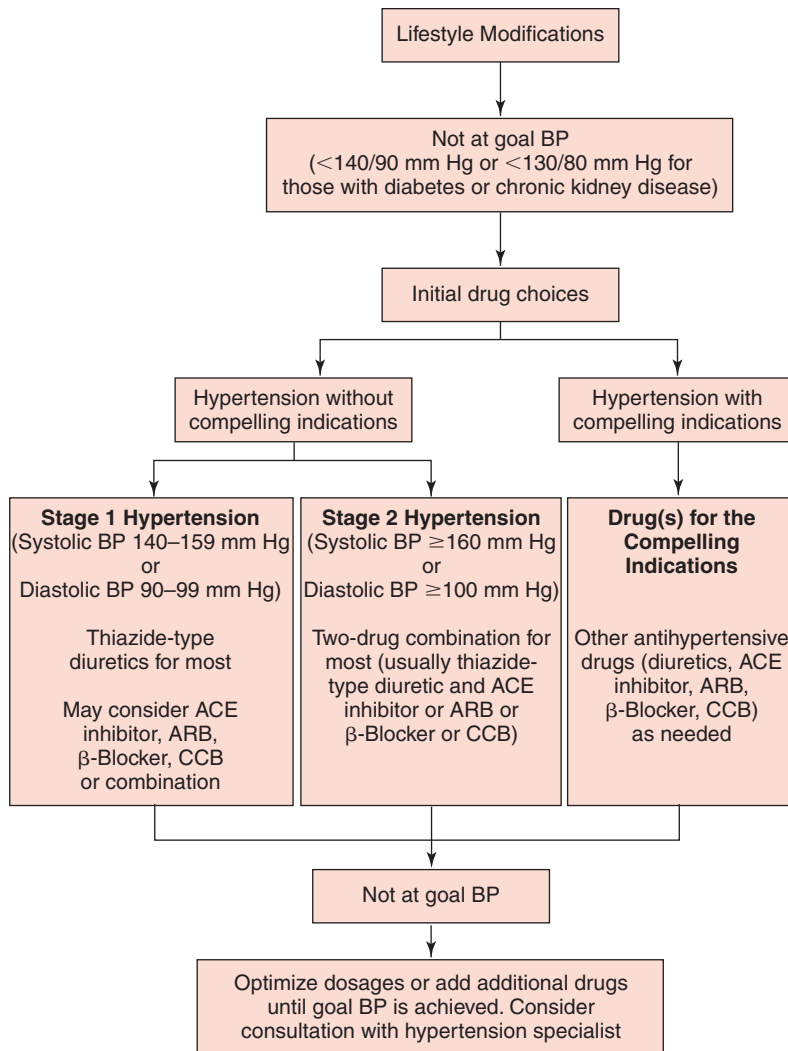 Lifestyle Modifications
Not at goal BP
(<140/90 mm Hg or <130/80 mm Hg for
those with diabetes or chronic kidney disease)
Initial drug choices
Hypertension without
compelling indications
Hypertension with
compelling indications
Stage 1 Hypertension
(Systolic BP 140–159 mm Hg
or
Diastolic BP 90–99 mm Hg)
Thiazide-type
diuretics for most
May consider ACE
inhibitor, ARB,
β-Blocker, CCB
or combination
Stage 2 Hypertension
(Systolic BP ≥160 mm Hg
or
Diastolic BP ≥100 mm Hg)
Two-drug combination for
most (usually thiazide-
type diuretic and ACE
inhibitor or ARB or
β-Blocker or CCB)
Drug(s) for the
Compelling
Indications
Other antihypertensive
drugs (diuretics, ACE
inhibitor, ARB,
β-Blocker, CCB)
as needed
Not at goal BP
Optimize dosages or add additional drugs
until goal BP is achieved. Consider
consultation with hypertension specialist